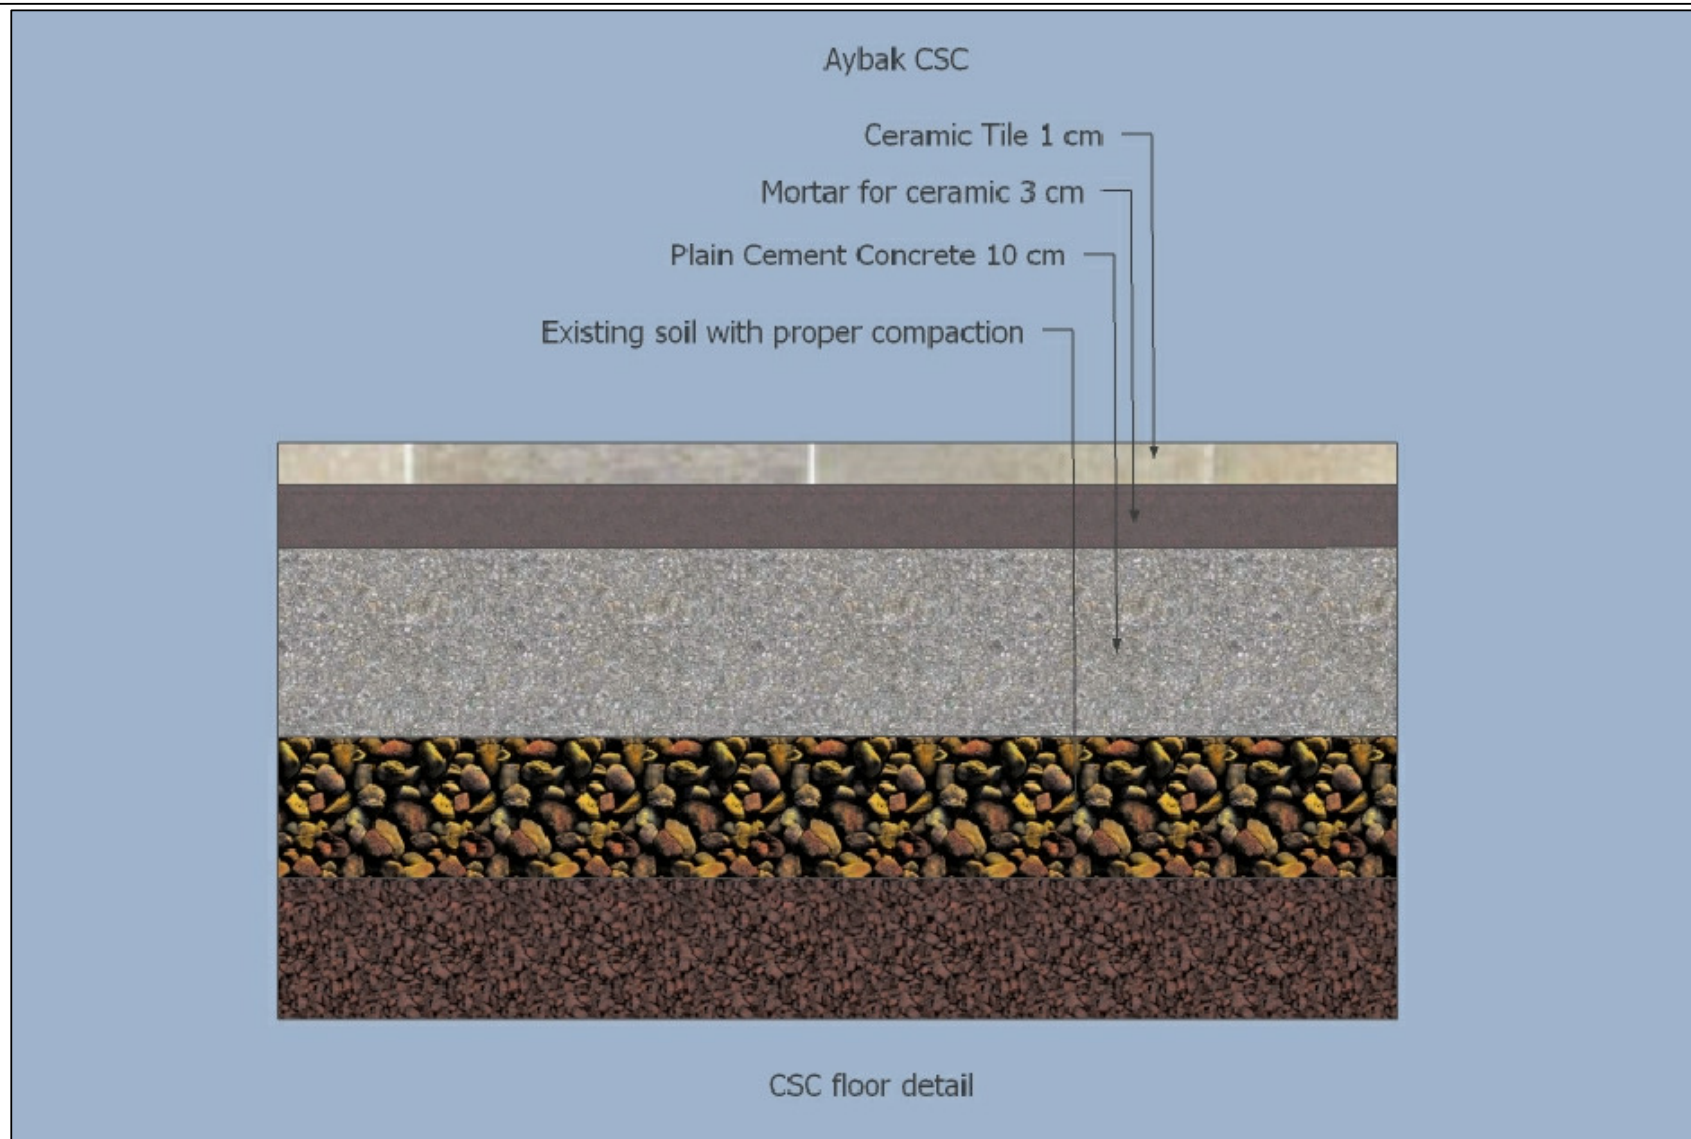 Aybak CSC
Ceramic Tile 1 cm
Mortar for ceramic 3 cm
Plain Cement Concrete 10 cm
Existing soil with proper compaction
CSC floor detail